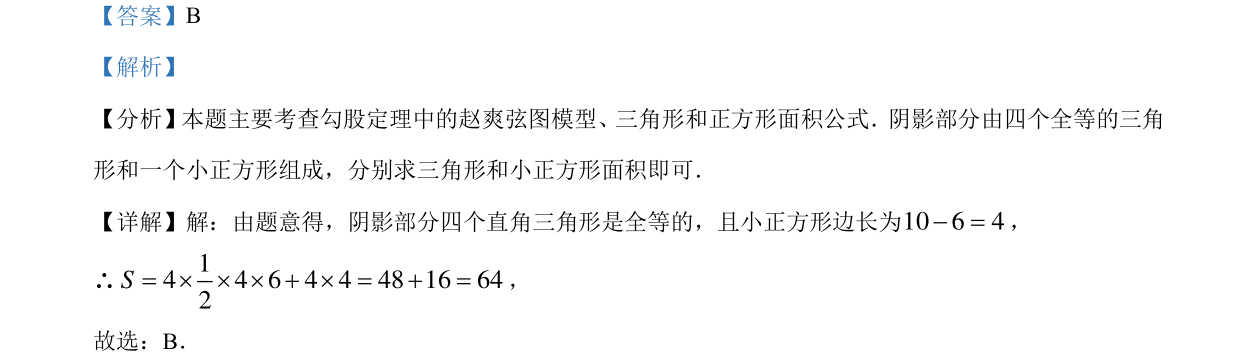 【答案】B
【解析】
【分析】本题主要考查勾股定理中的赵爽弦图模型、三角形和正方形面积公式．阴影部分由四个全等的三角
形和一个小正方形组成，分别求三角形和小正方形面积即可．
【详解】解：由题意得，阴影部分四个直角三角形是全等的，且小正方形边长为10－6＝4，
∴ S = 4×\frac{1}{2}×4×6+4×4=48+16=64，
故选：B．